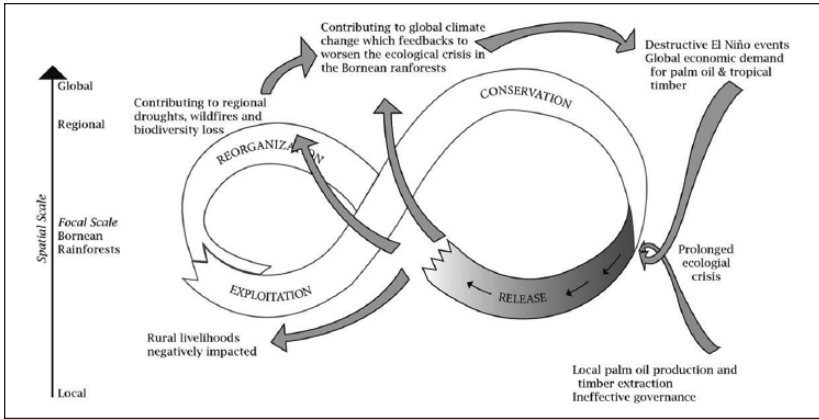 Contributing to global climate
change which feedbacks to
worsen the ecological crisis in
the Bornean ranforests
Destructive El Niño events
Global economic demand
for palm oil & tropical
timber
Global
Contributing to regional
droughts, wildfires and
biodiversity loss
CONSERVATION
Regional
REORGANIZATION
Spatial Scale
Focal Scale
Bornean
Rainforests
Prolonged
ecologial
crisis
EXPLOITATION
RELEASE
Rural livelihoods
negatively impacted
Local palm oil production and
timber extraction
Ineffective governance
Local